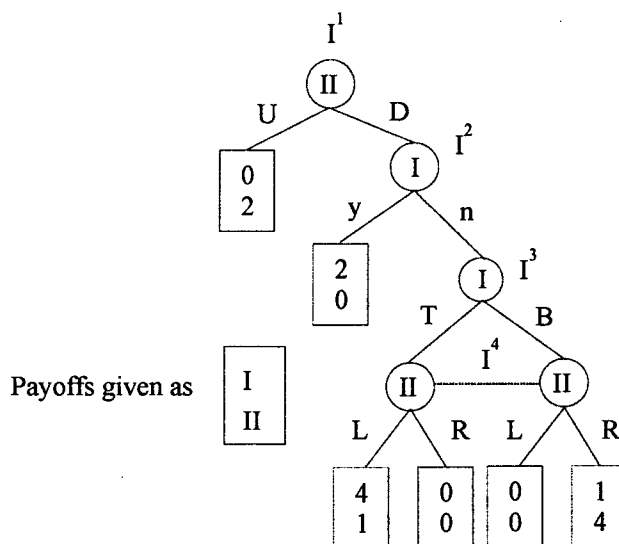 I¹
II
U D
I²
0
2
I
y n
I³
2
0
I
T B
I⁴
Payoffs given as
I
II
II II
L R L R
4 0 0 1
1 0 0 4